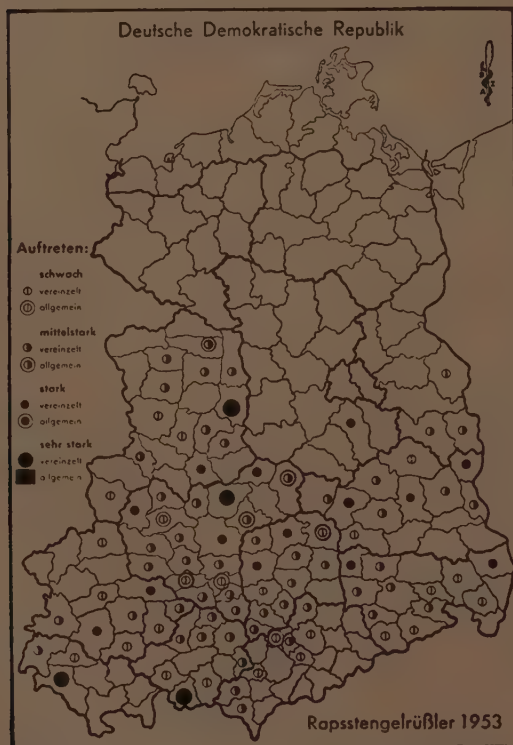 Deutsche Demokratische Republik
Auftreten:
schwach
vereinzelt
allgemein
mittelstark
vereinzelt
allgemein
stark
vereinzelt
allgemein
sehr stark
vereinzelt
allgemein
Rapsstengelrüßler 1953